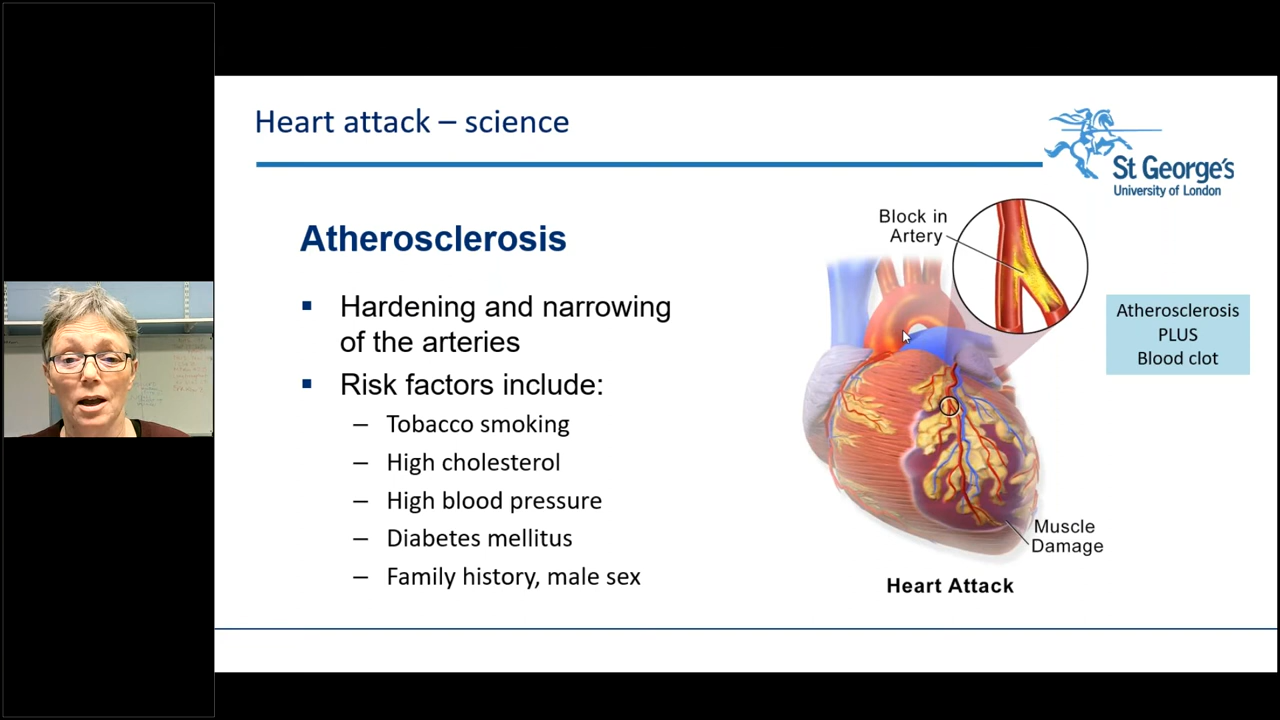 Heart attack – science
St George's
University of London
Atherosclerosis
▪ Hardening and narrowing
of the arteries
▪ Risk factors include:
– Tobacco smoking
– High cholesterol
– High blood pressure
– Diabetes mellitus
– Family history, male sex
Block in
Artery
Atherosclerosis
PLUS
Blood clot
Muscle
Damage
Heart Attack